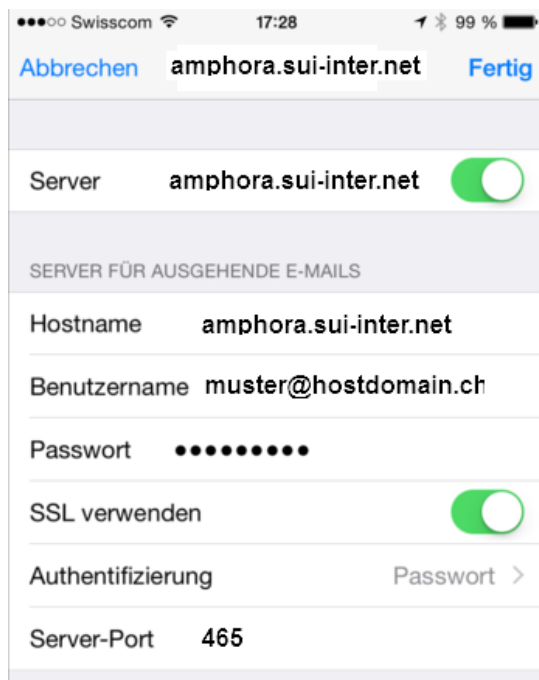 Swisscom 17:28 99 %
Abbrechen amphora.sui-inter.net Fertig
Server amphora.sui-inter.net
SERVER FÜR AUSGEHENDE E-MAILS
Hostname amphora.sui-inter.net
Benutzername muster@hostdomain.ch
Passwort •••••••••
SSL verwenden
Authentifizierung Passwort >
Server-Port 465